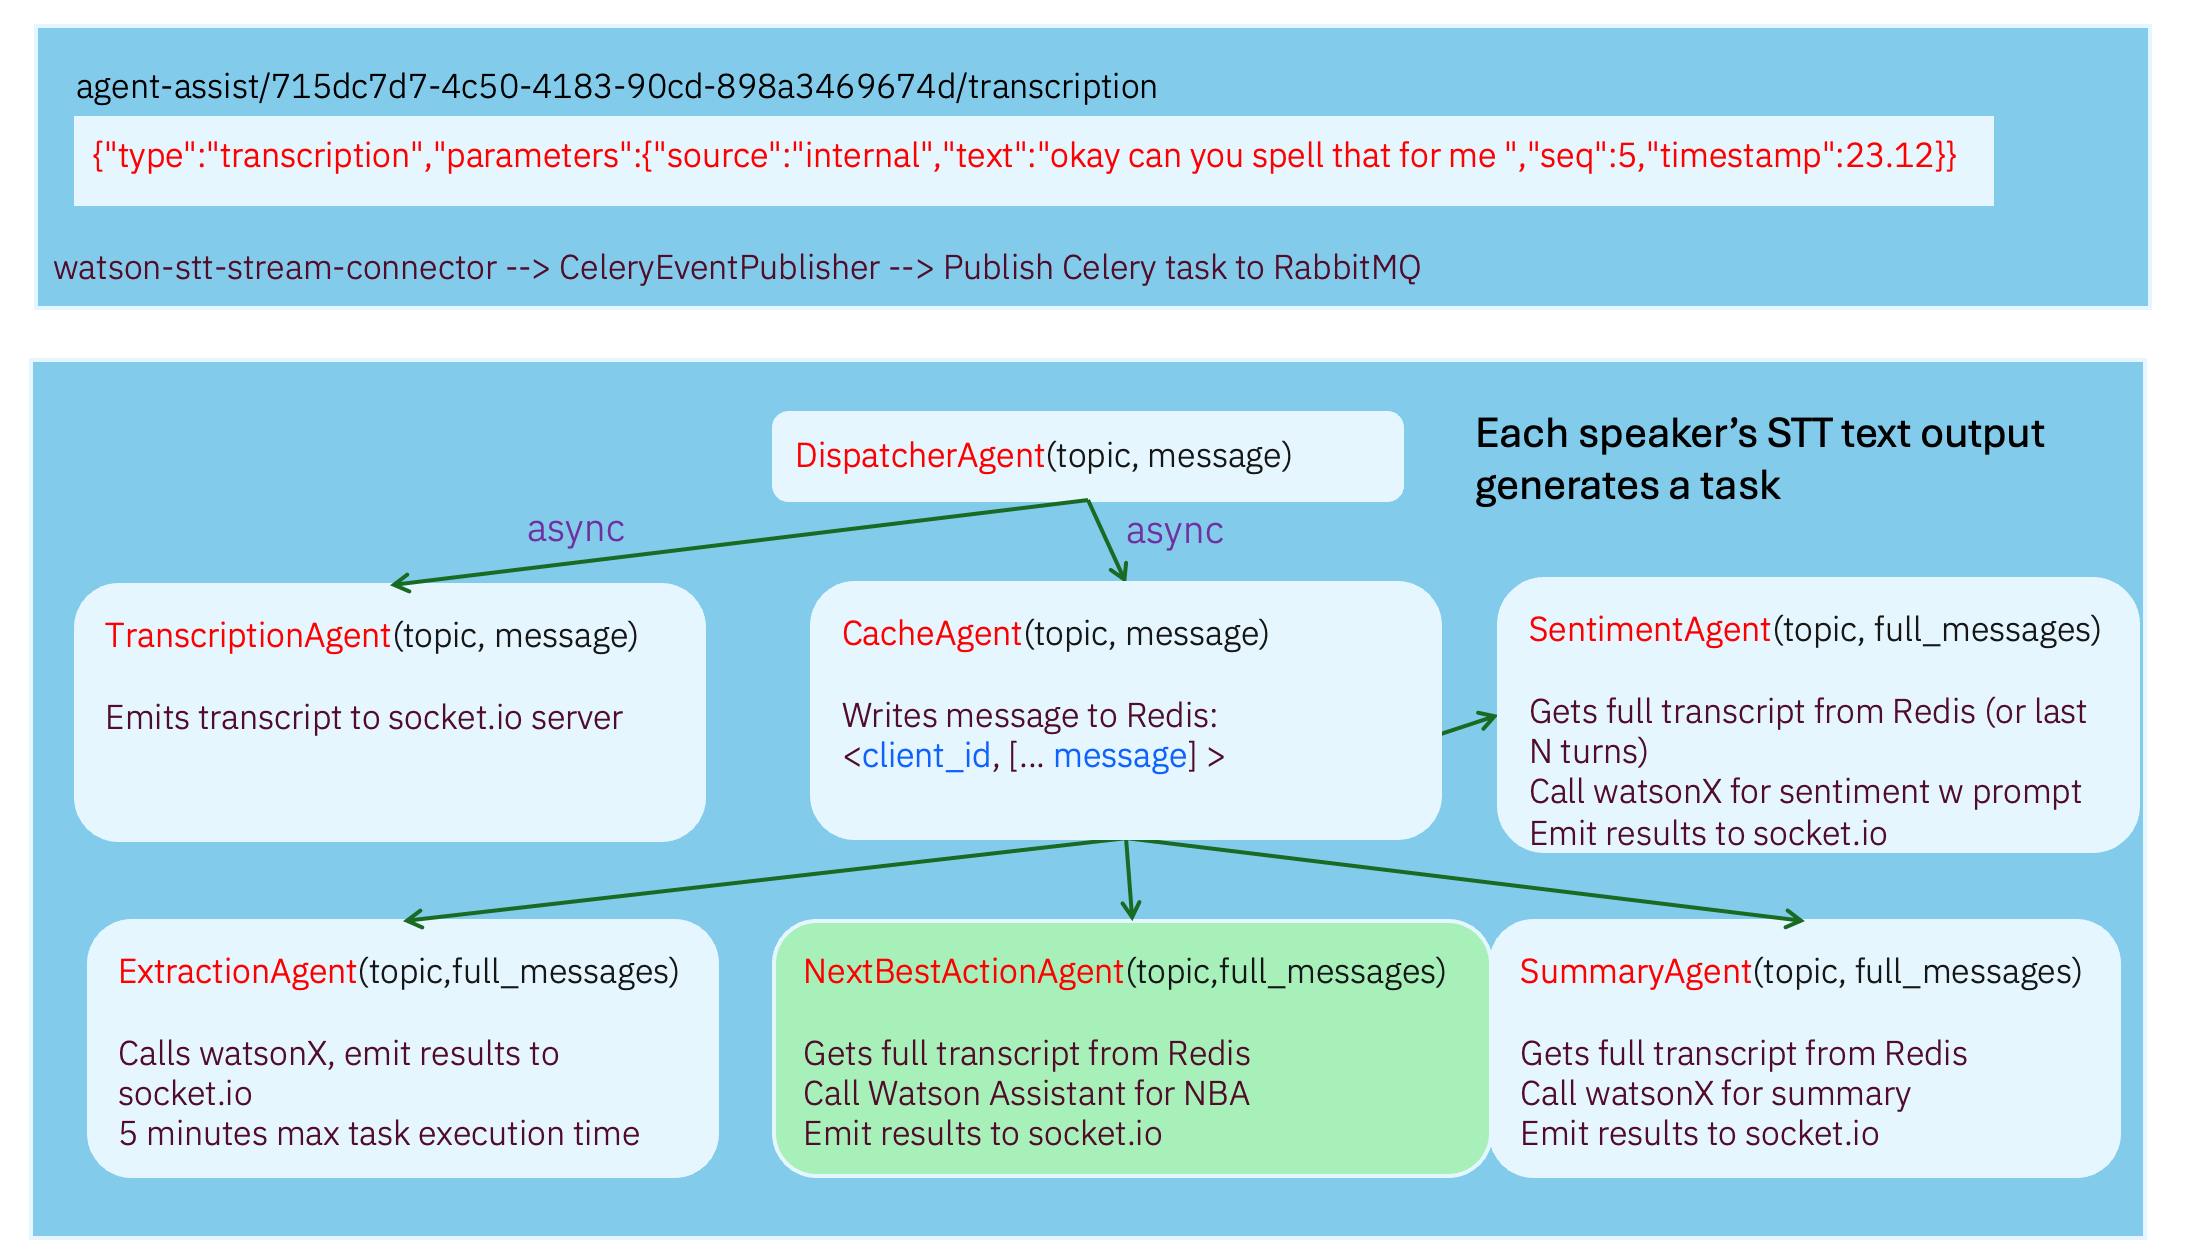 agent-assist/715dc7d7-4c50-4183-90cd-898a3469674d/transcription
{"type":"transcription","parameters":{"source":"internal","text":"okay can you spell that for me ","seq":5,"timestamp":23.12}}
watson-stt-stream-connector --> CeleryEventPublisher --> Publish Celery task to RabbitMQ
DispatcherAgent(topic, message)
Each speaker’s STT text output
generates a task
async
async
TranscriptionAgent(topic, message)
Emits transcript to socket.io server
CacheAgent(topic, message)
Writes message to Redis:
<client_id, [... message] >
SentimentAgent(topic, full_messages)
Gets full transcript from Redis (or last
N turns)
Call watsonX for sentiment w prompt
Emit results to socket.io
ExtractionAgent(topic,full_messages)
Calls watsonX, emit results to
socket.io
5 minutes max task execution time
NextBestActionAgent(topic,full_messages)
Gets full transcript from Redis
Call Watson Assistant for NBA
Emit results to socket.io
SummaryAgent(topic, full_messages)
Gets full transcript from Redis
Call watsonX for summary
Emit results to socket.io